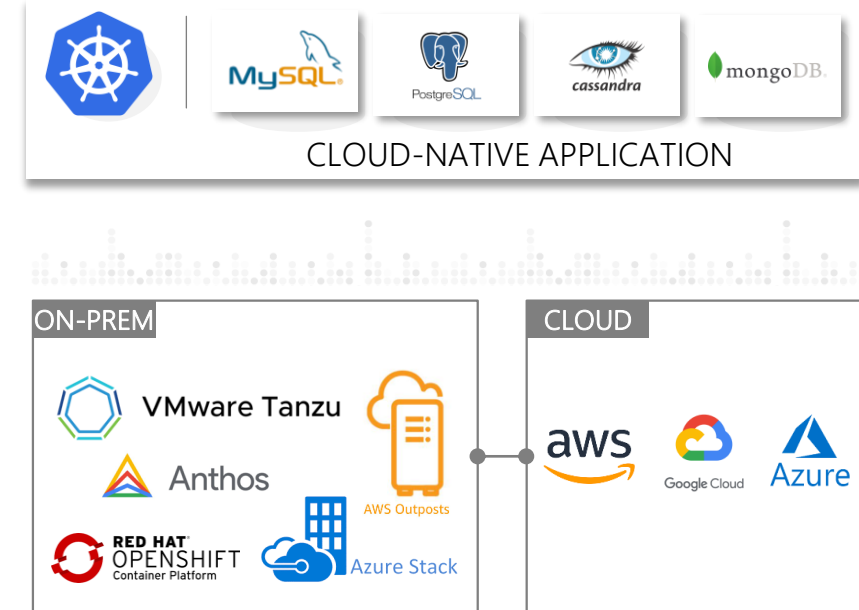 MySQL®
PostgreSQL
cassandra
mongoDB.
CLOUD-NATIVE APPLICATION
ON-PREM
CLOUD
VMware Tanzu
aws
Google Cloud
Azure
Anthos
AWS Outposts
RED HAT®
OPENSHIFT
Container Platform
Azure Stack